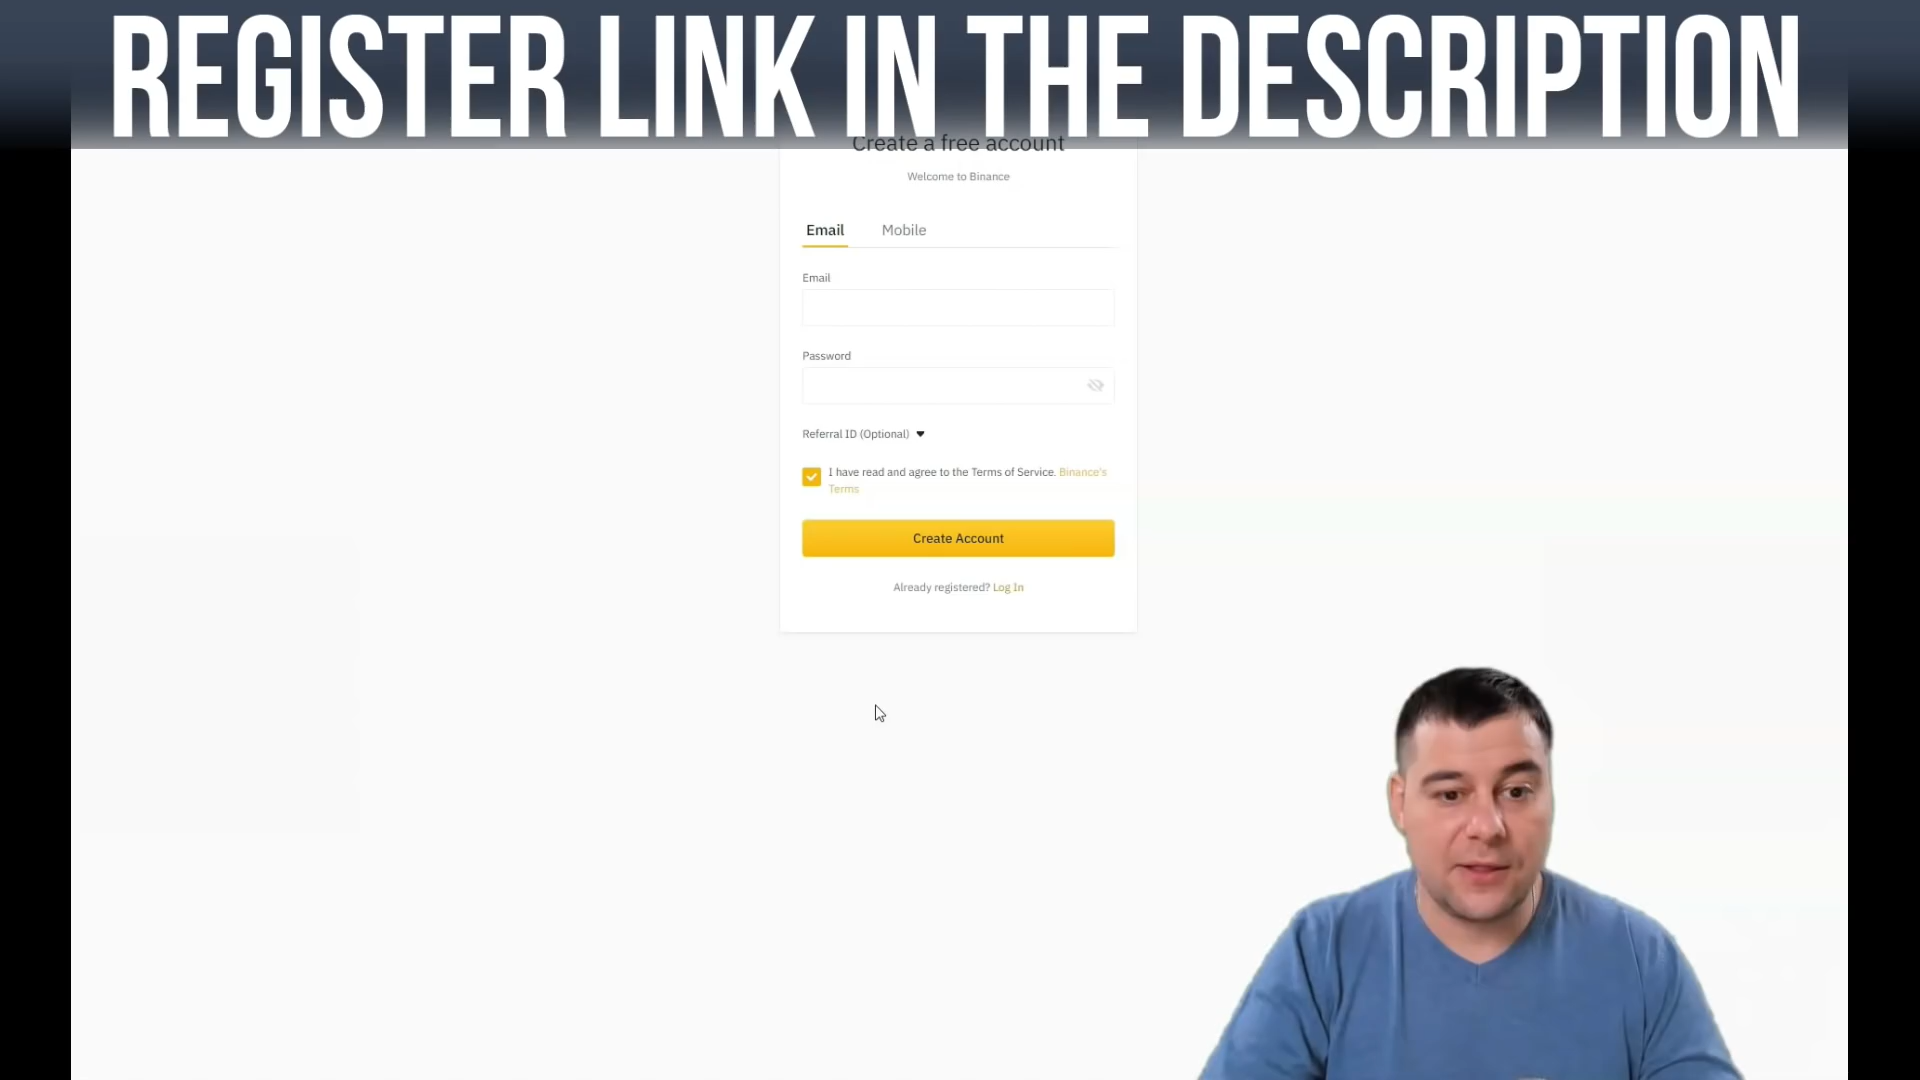 REGISTER LINK IN THE DESCRIPTION
Create a free account
Welcome to Binance
Email Mobile
Email
Password
Referral ID (Optional)
I have read and agree to the Terms of Service. Binance's
Terms
Create Account
Already registered? Log In